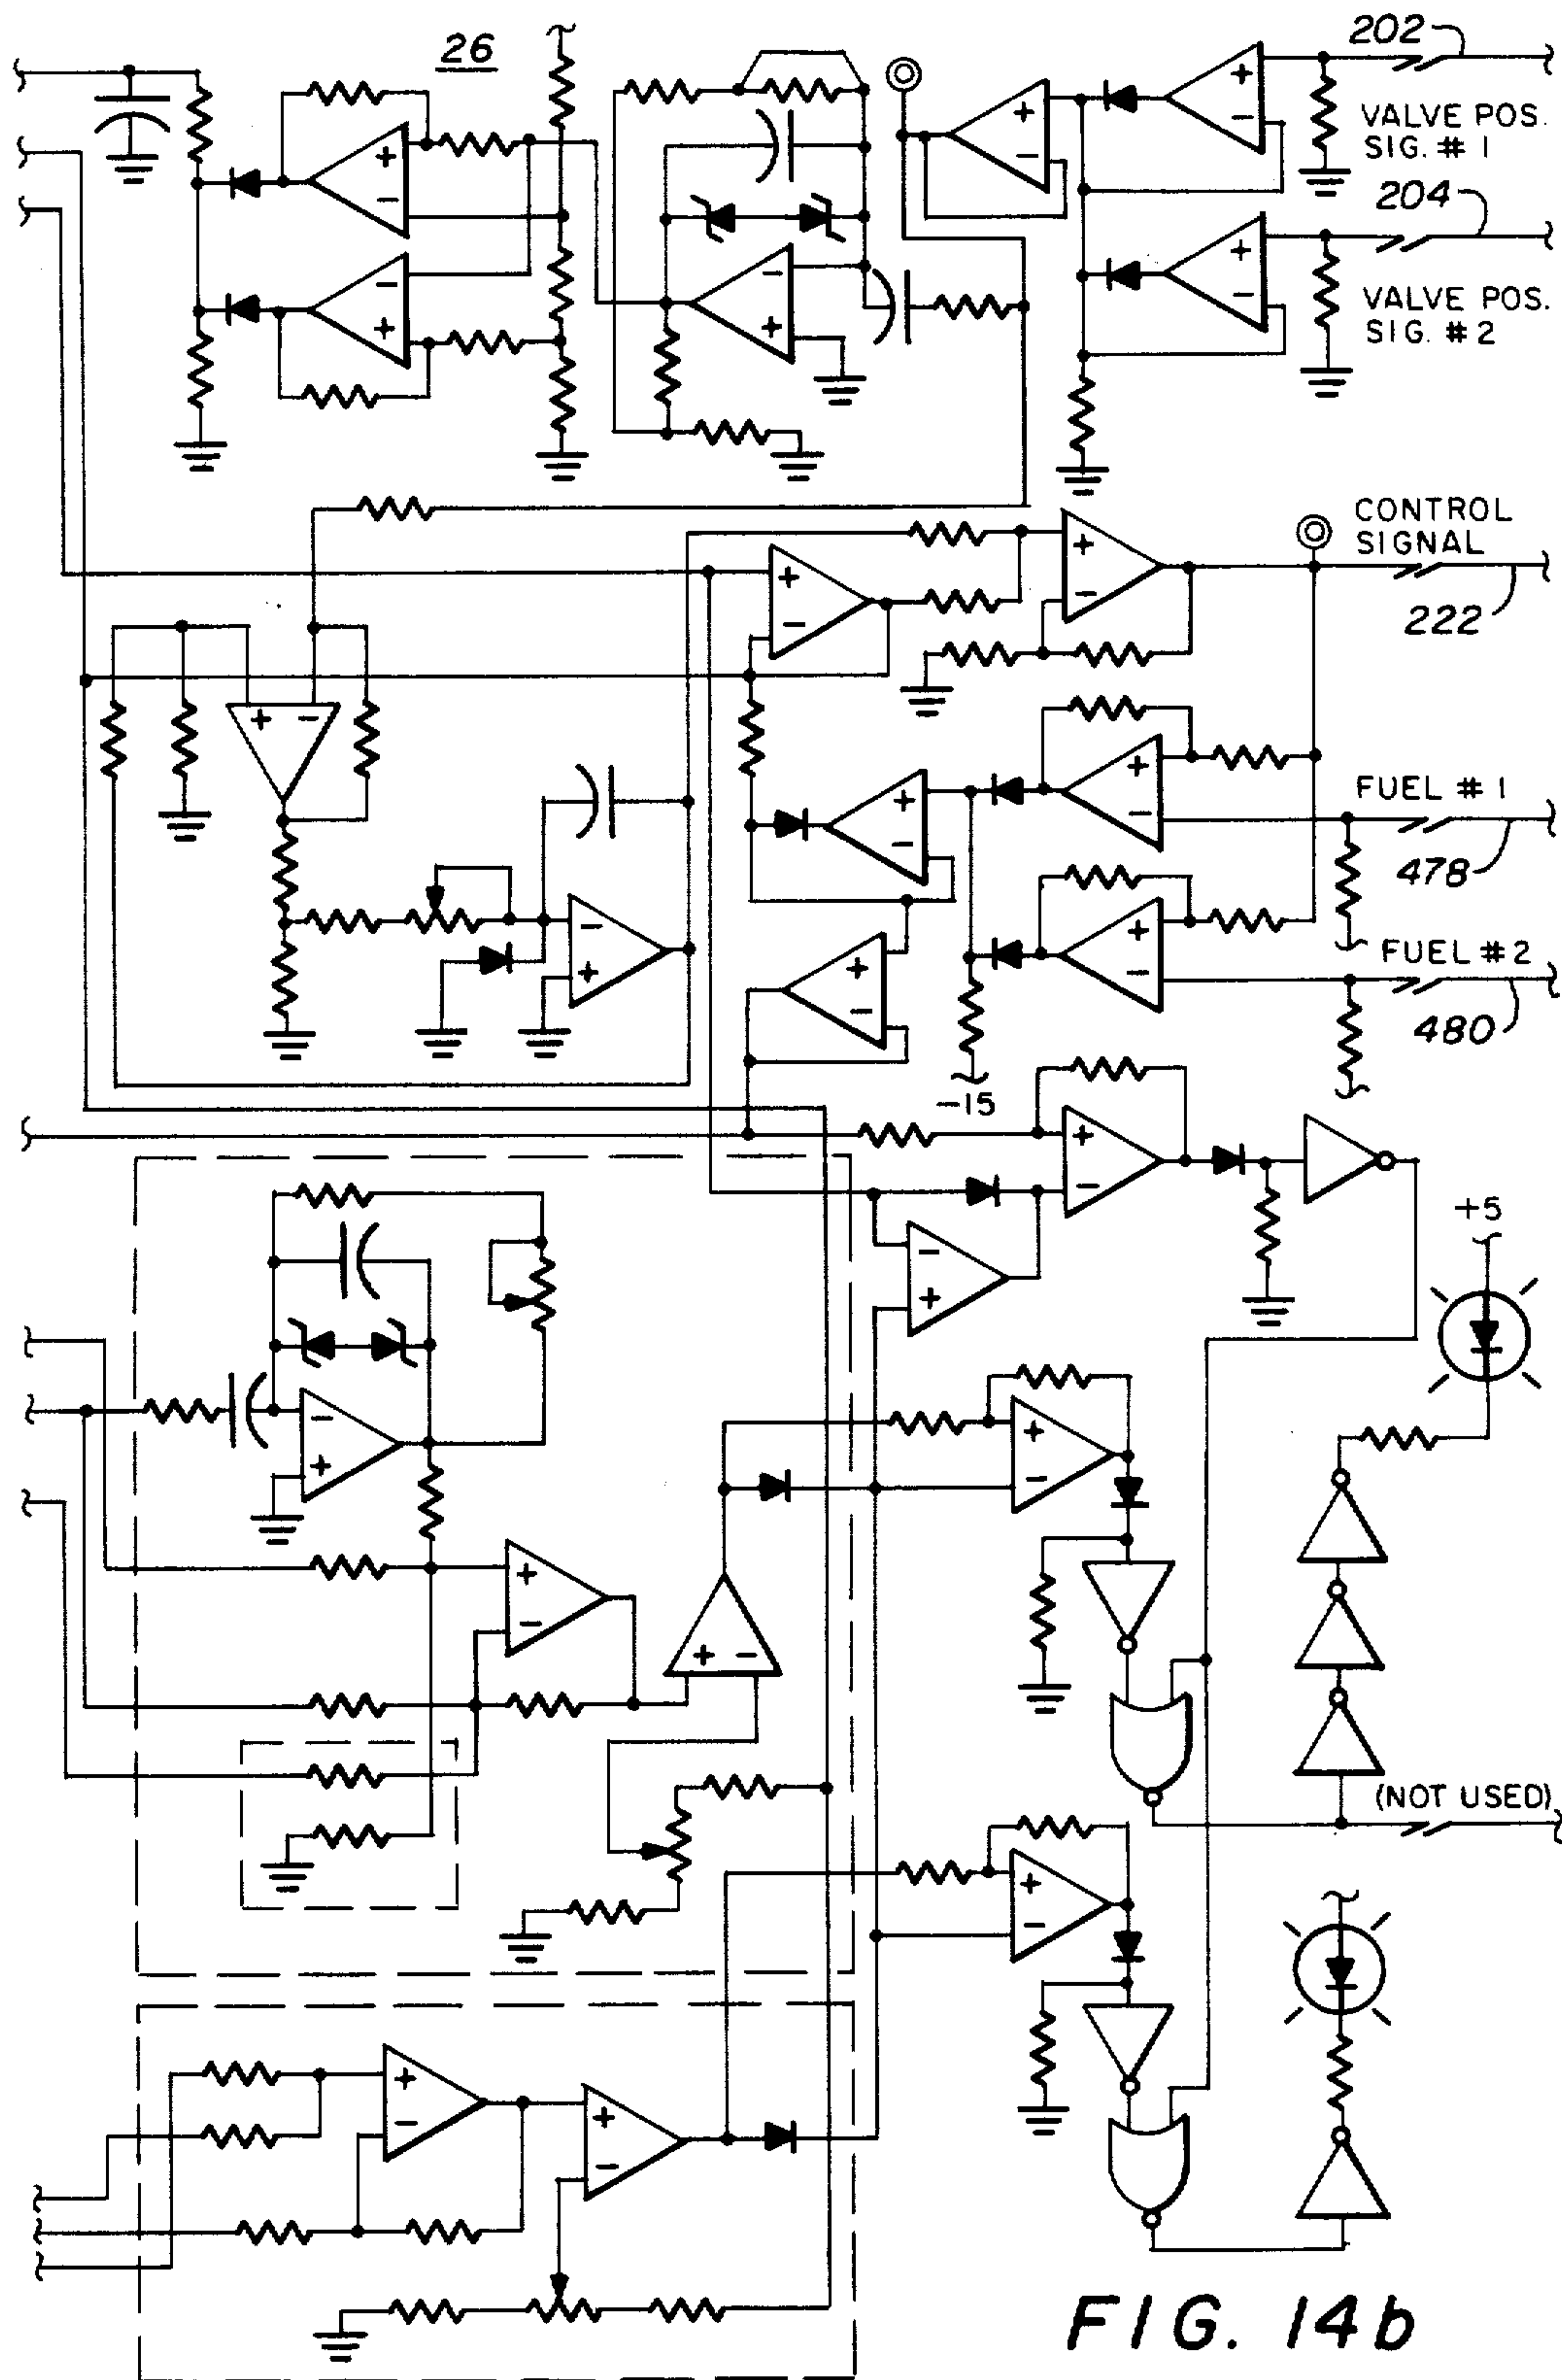 26
202
VALVE POS.
SIG. # 1
204
VALVE POS.
SIG. # 2
CONTROL
SIGNAL
222
FUEL # 1
478
FUEL # 2
480
-15
+5
(NOT USED)
FIG. 14b